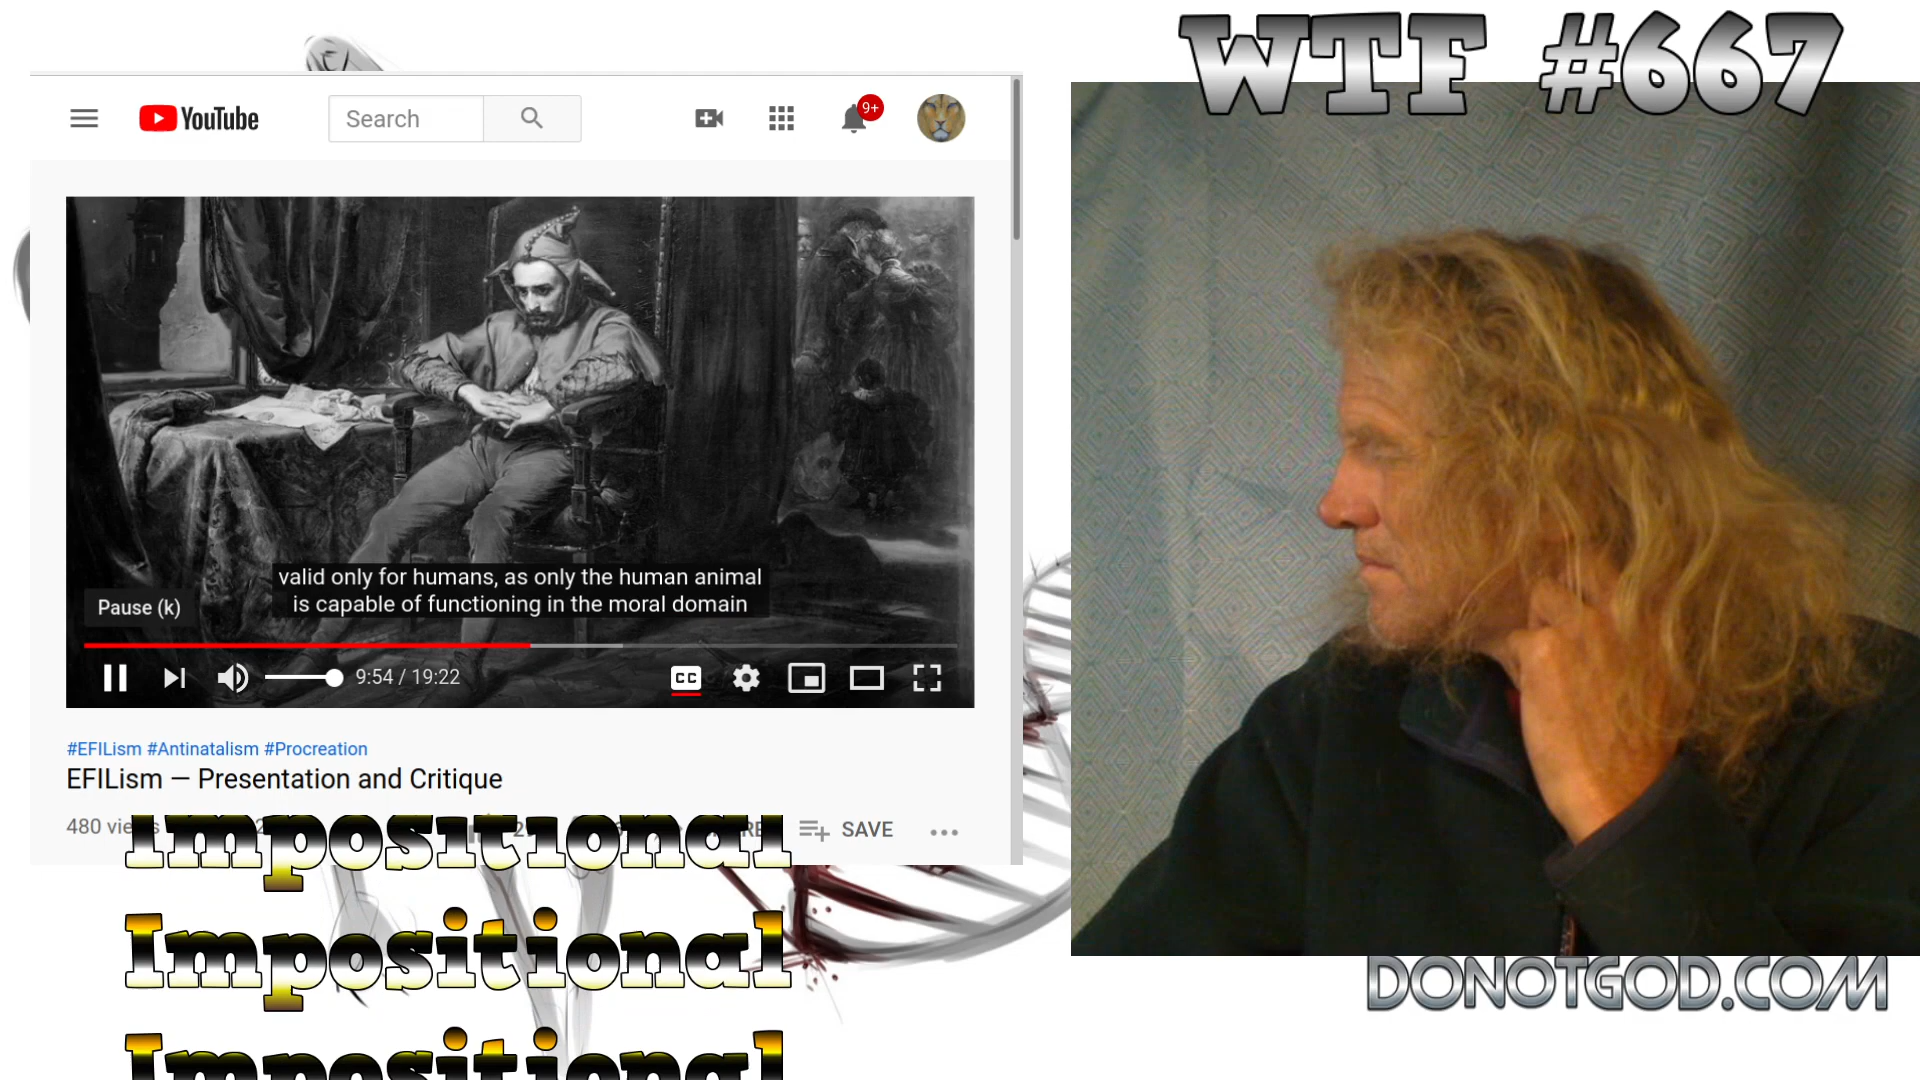 WTF #667
YouTube
Search
9+
valid only for humans, as only the human animal
is capable of functioning in the moral domain
Pause (k)
9:54 / 19:22
CC
#EFILism #Antinatalism #Procreation
EFILism — Presentation and Critique
480 views
SAVE
Impositional
Impositional
Impositional
DONOTGOD.COM